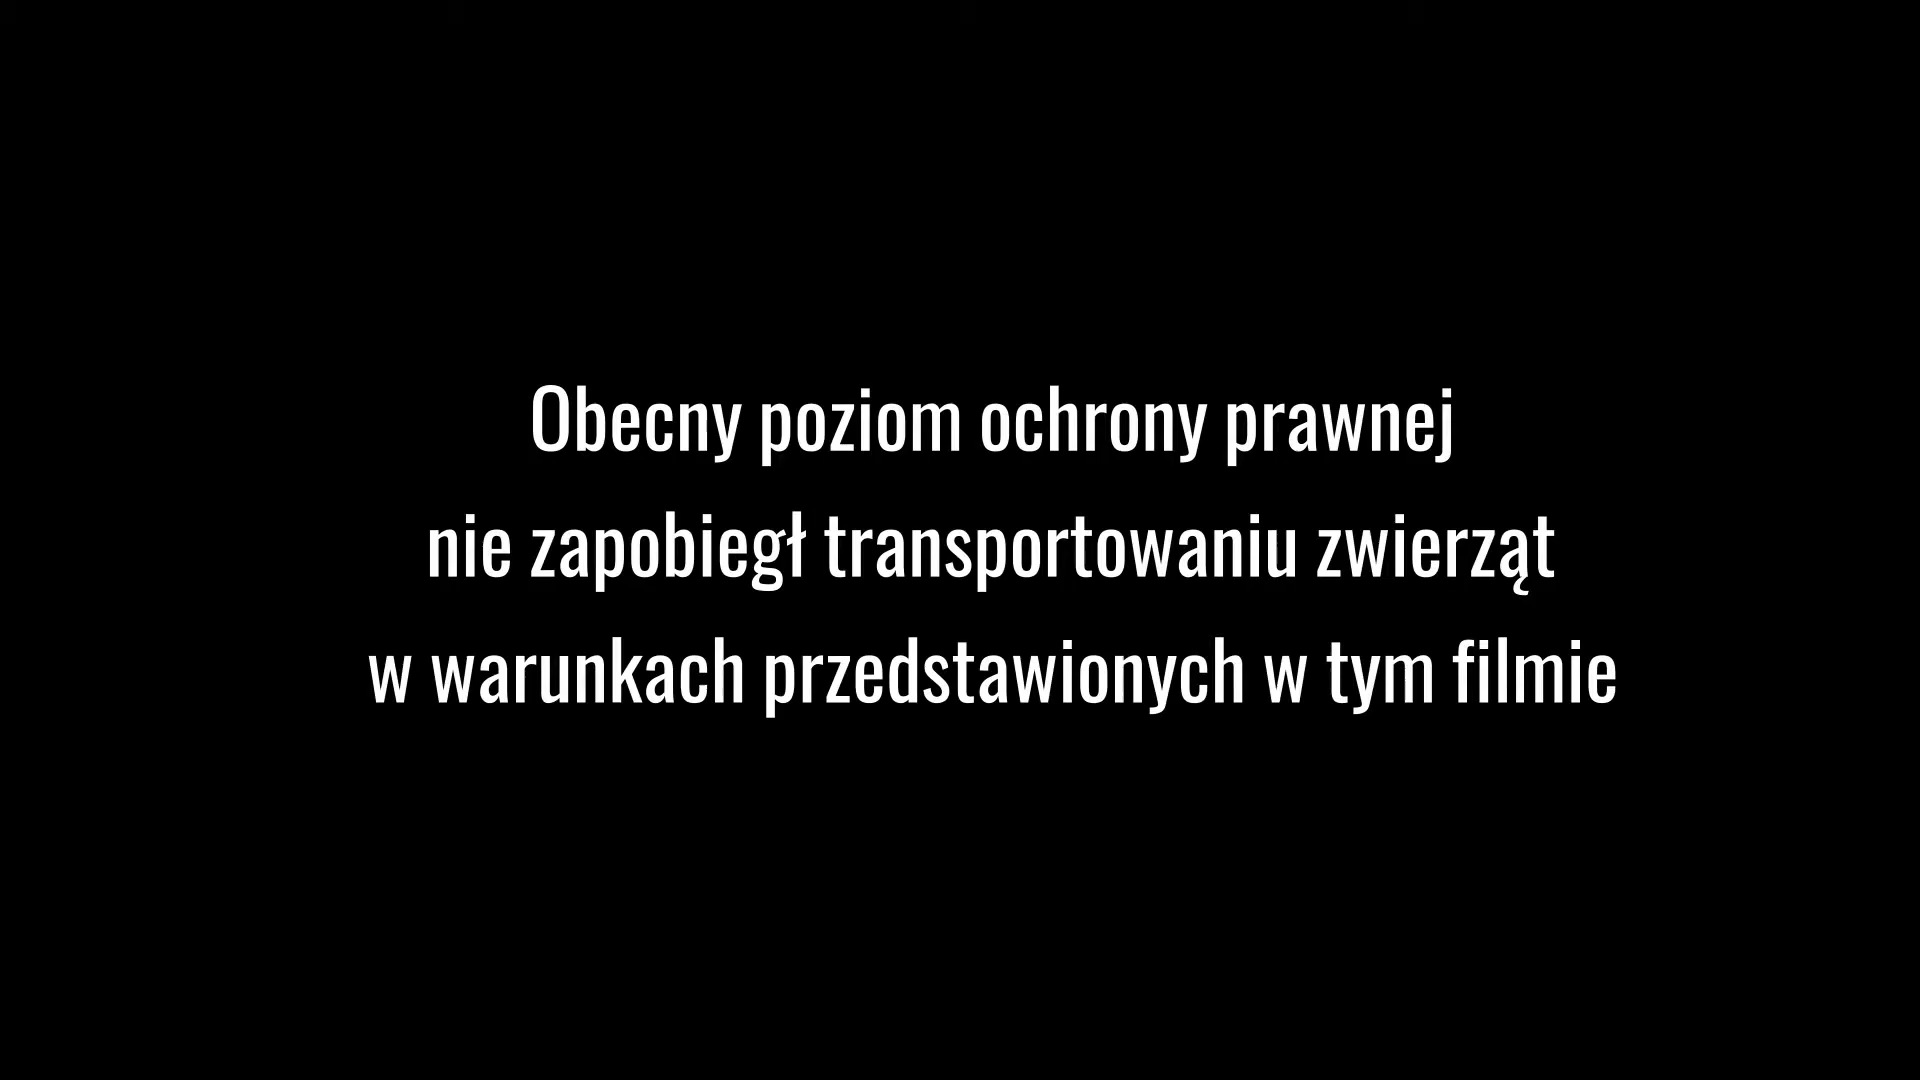 Obecny poziom ochrony prawnej
nie zapobiegł transportowaniu zwierząt
w warunkach przedstawionych w tym filmie